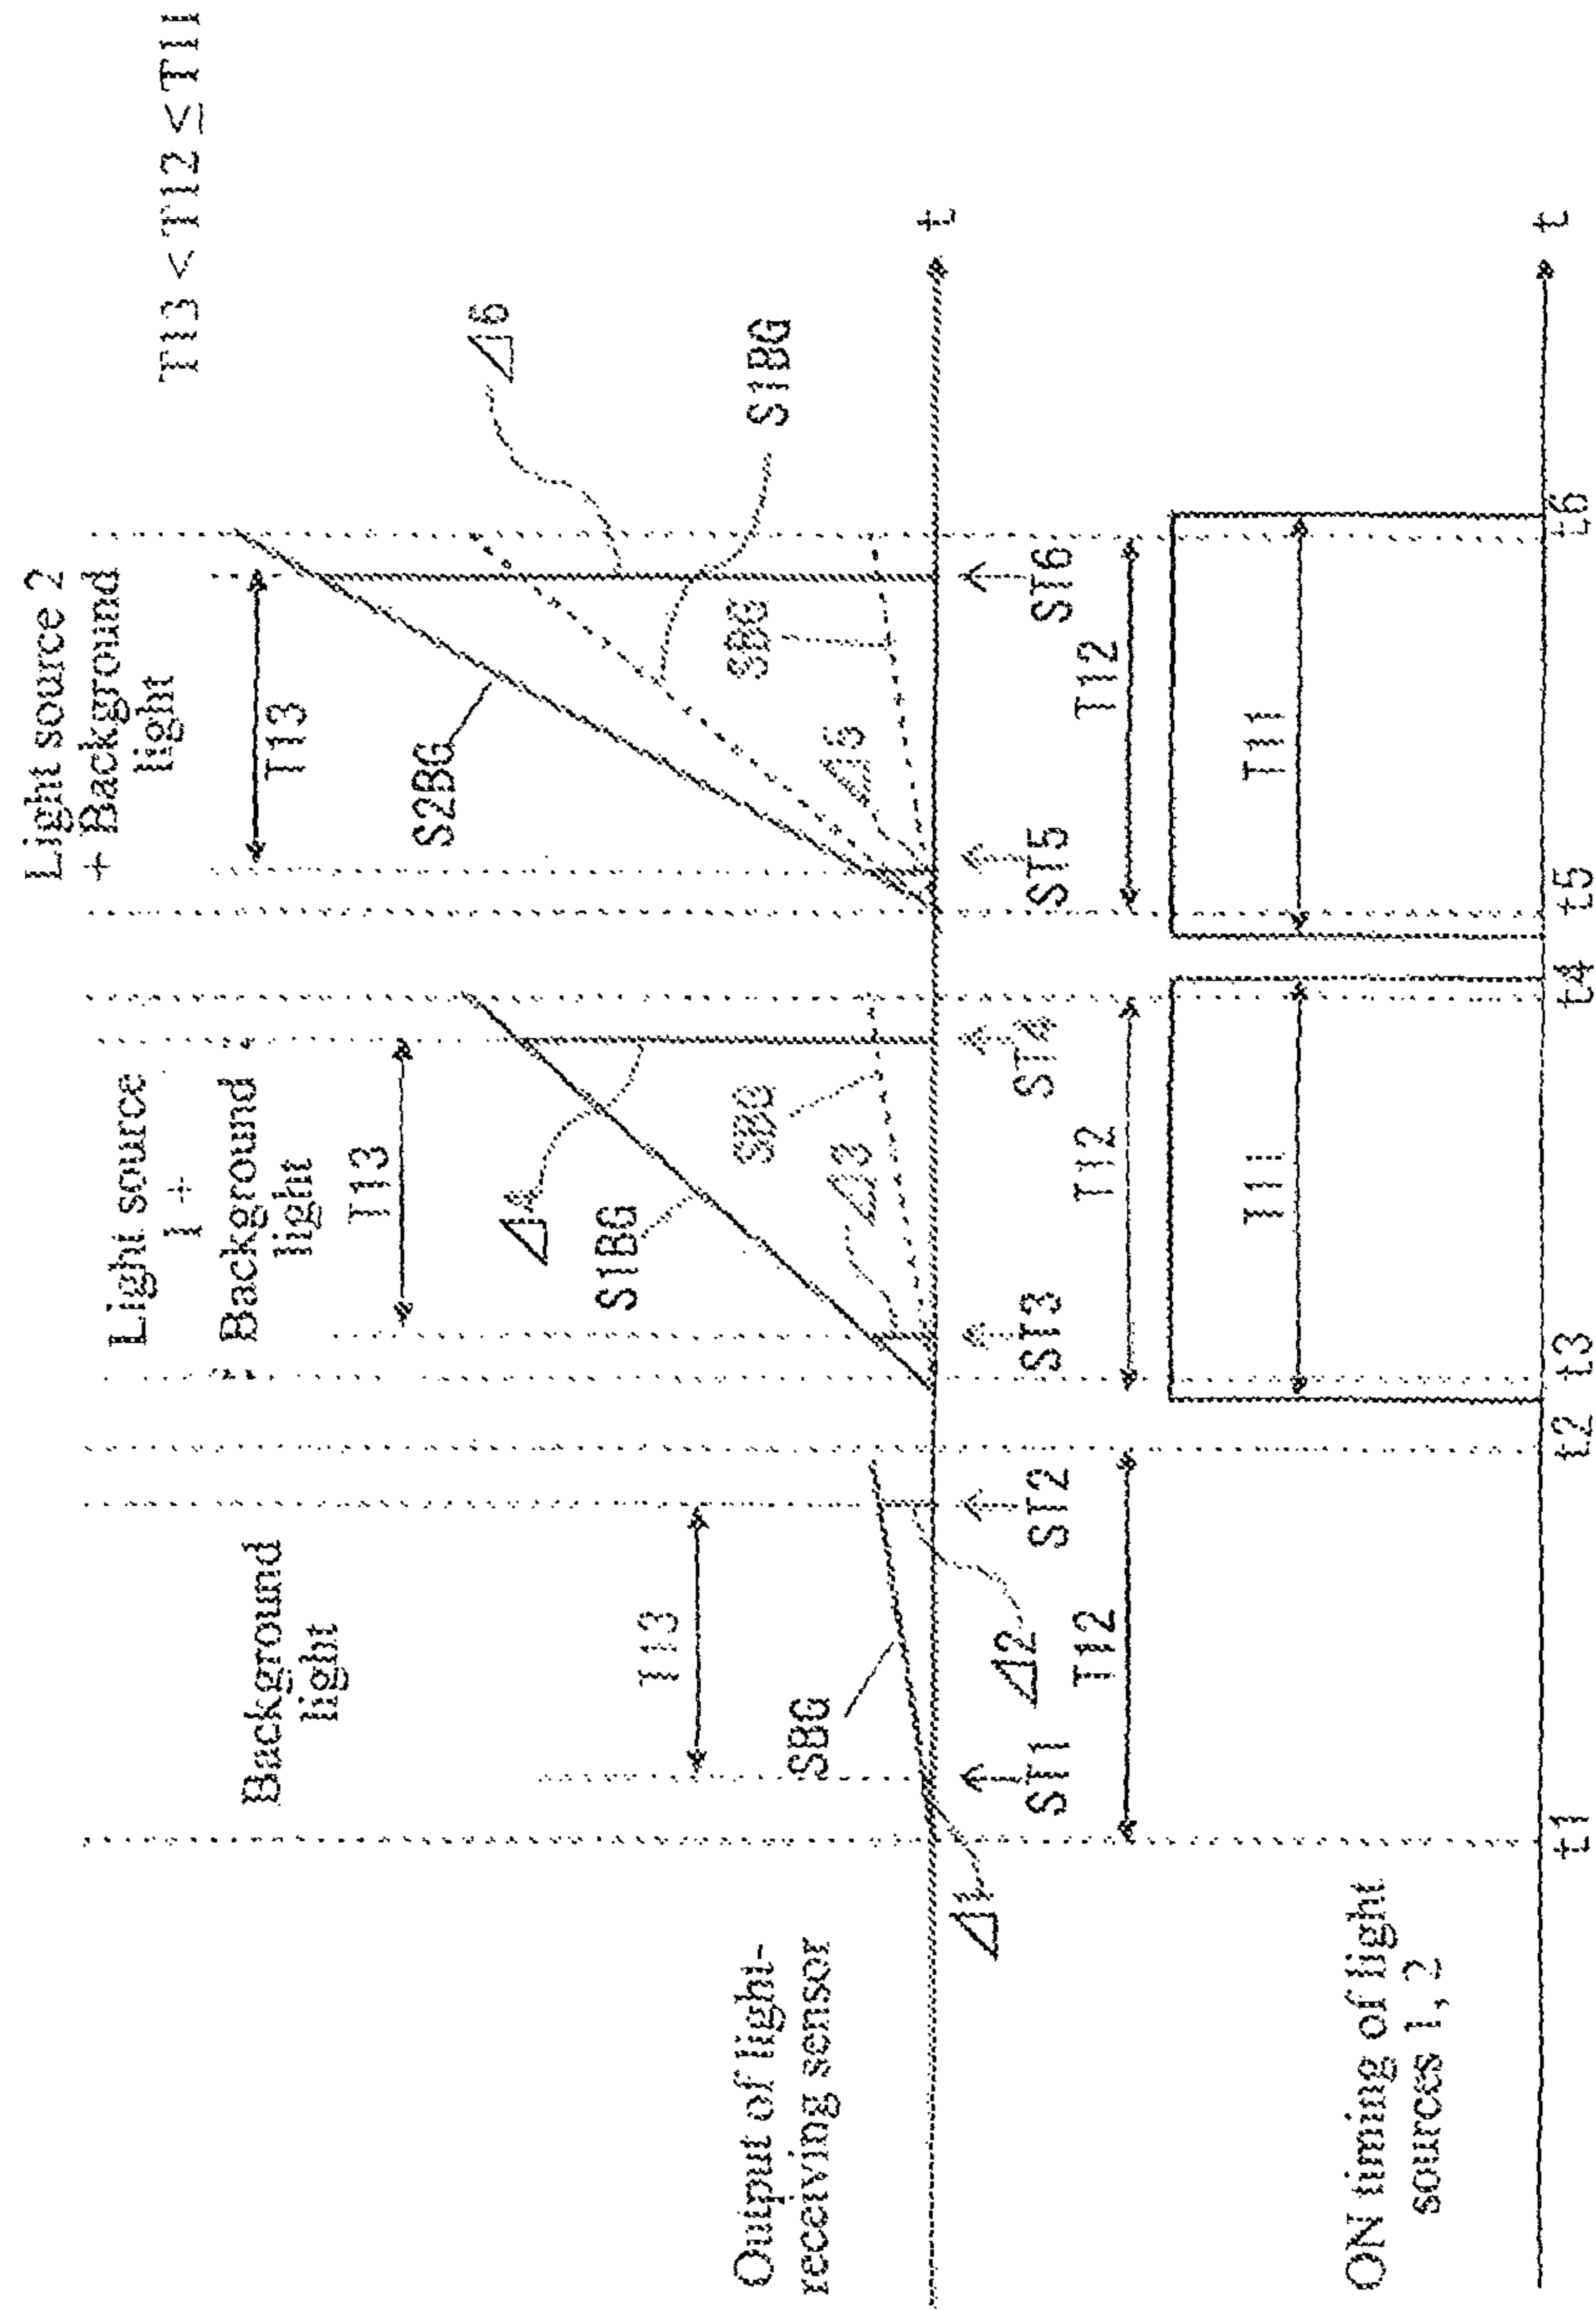 T13<T12≤T11
Light source 2
+ Background
light
Light source
1 +
Background
light
Background
light
T13
T13
T13
S2BG
Δ6
S1BG
SBG
Δ5
Δ4
S1BG
SBG
Δ3
SBG
Output of light-
receiving sensor
t
Δ1
ST1
Δ2
ST2
ST3
ST4
ST5
ST6
T12
T12
T12
T11
T11
ON timing of light
sources 1, 2
t
t1
t2
t3
t4
t5
t6